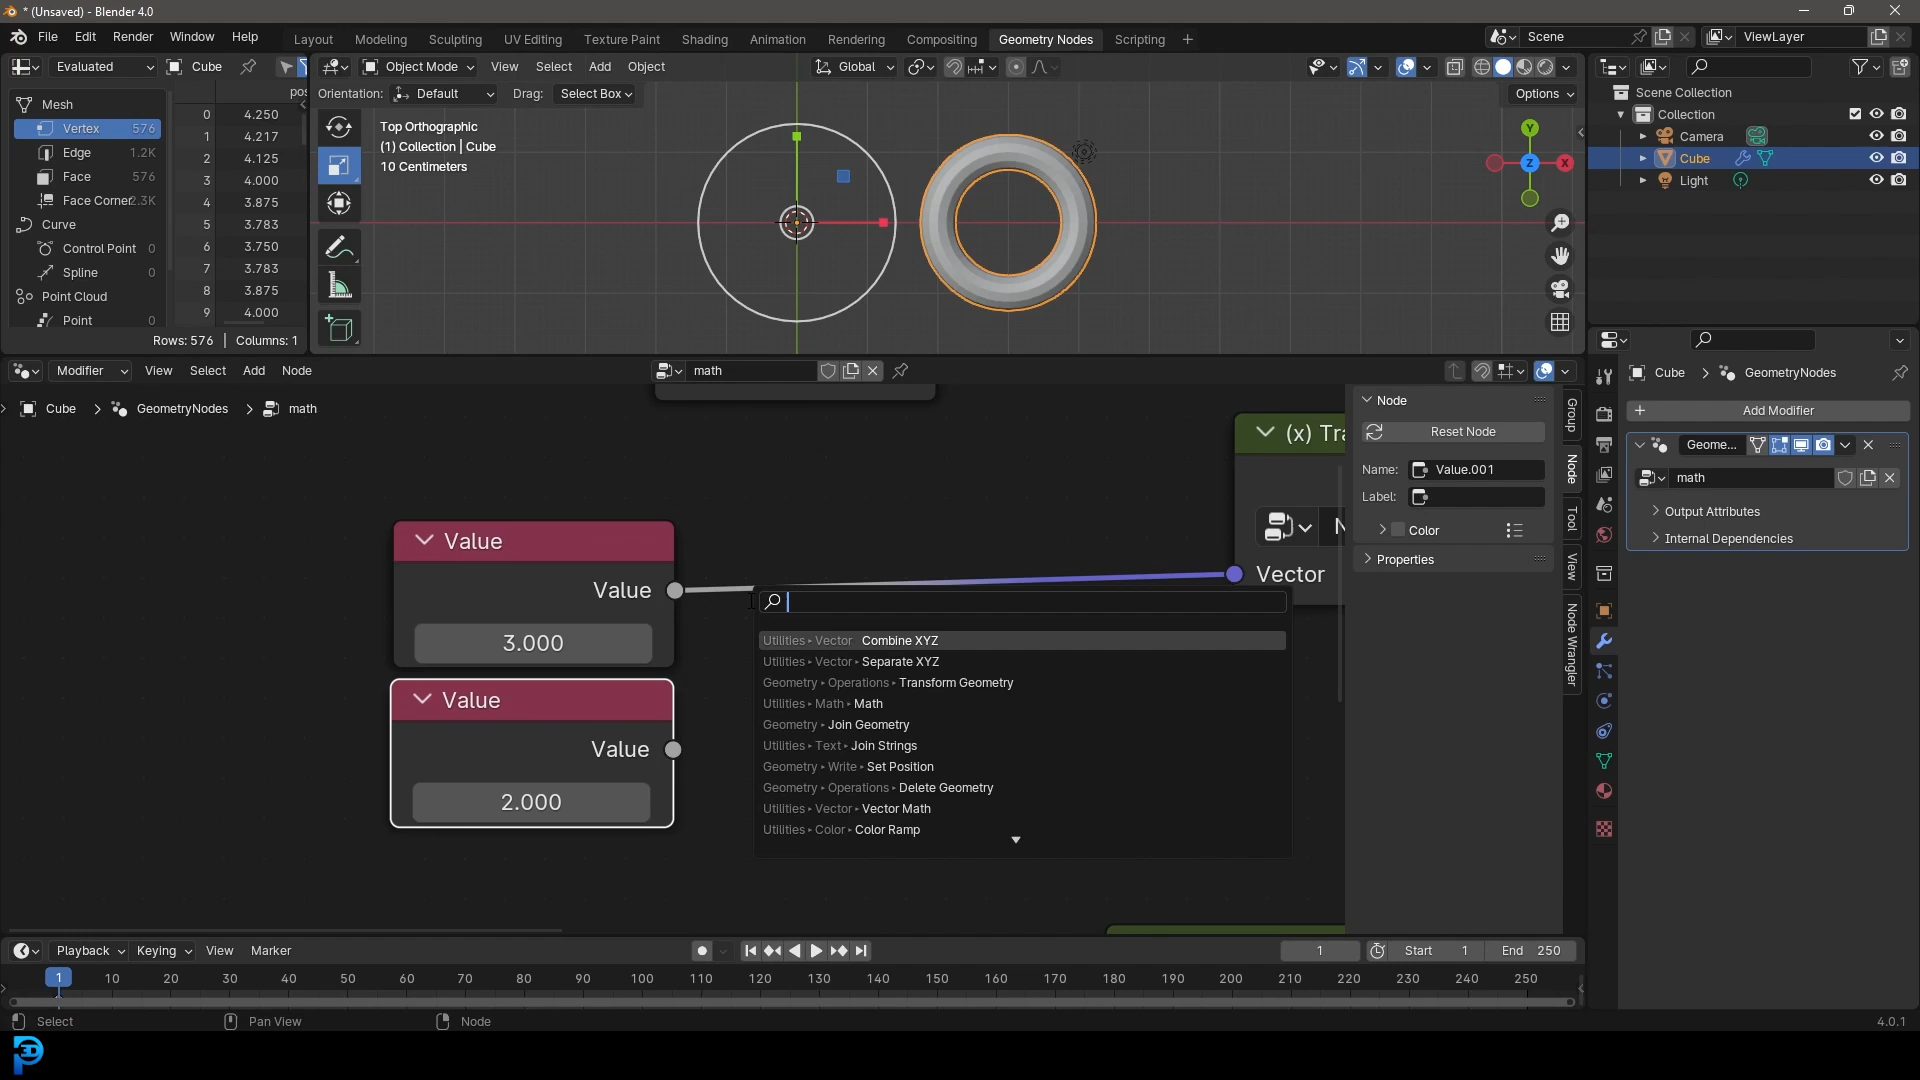 * (Unsaved) - Blender 4.0
File Edit Render Window Help
Layout Modeling Sculpting UV Editing Texture Paint Shading Animation Rendering Compositing Geometry Nodes Scripting +
Scene
ViewLayer
Evaluated
Cube
Object Mode View Select Add Object
Global
Orientation: Default Drag: Select Box
Options
Mesh
Vertex 576
Edge 1.2K
Face 576
Face Corner 2.3K
Curve
Control Point 0
Spline 0
Point Cloud
Point 0
pos
0 4.250
1 4.217
2 4.125
3 4.000
4 3.875
5 3.783
6 3.750
7 3.783
8 3.875
9 4.000
Rows: 576 | Columns: 1
Top Orthographic
(1) Collection | Cube
10 Centimeters
Y
Z
X
Scene Collection
Collection
Camera
Cube
Light
Modifier View Select Add Node
math
Cube > GeometryNodes > math
Value
Value
3.000
Value
Value
2.000
(x) Tra
N
Vector
Utilities Vector Combine XYZ
Utilities Vector Separate XYZ
Geometry Operations Transform Geometry
Utilities Math Math
Geometry Join Geometry
Utilities Text Join Strings
Geometry Write Set Position
Geometry Operations Delete Geometry
Utilities Vector Vector Math
Utilities Color Color Ramp
Node
Reset Node
Name: Value.001
Label:
Color
Properties
Group
Node
Tool
View
Node Wrangler
Cube > GeometryNodes
+ Add Modifier
Geome...
math
Output Attributes
Internal Dependencies
Playback Keying View Marker
1
Start 1
End 250
1 10 20 30 40 50 60 70 80 90 100 110 120 130 140 150 160 170 180 190 200 210 220 230 240 250
Select
Pan View
Node
4.0.1